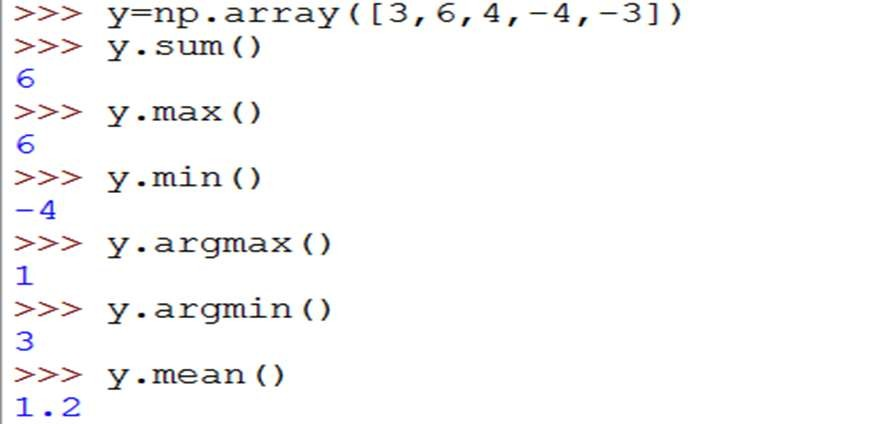 >>> y=np.array([3,6,4,-4,-3])
>>> y.sum()
6
>>> y.max()
6
>>> y.min()
-4
>>> y.argmax()
1
>>> y.argmin()
3
>>> y.mean()
1.2